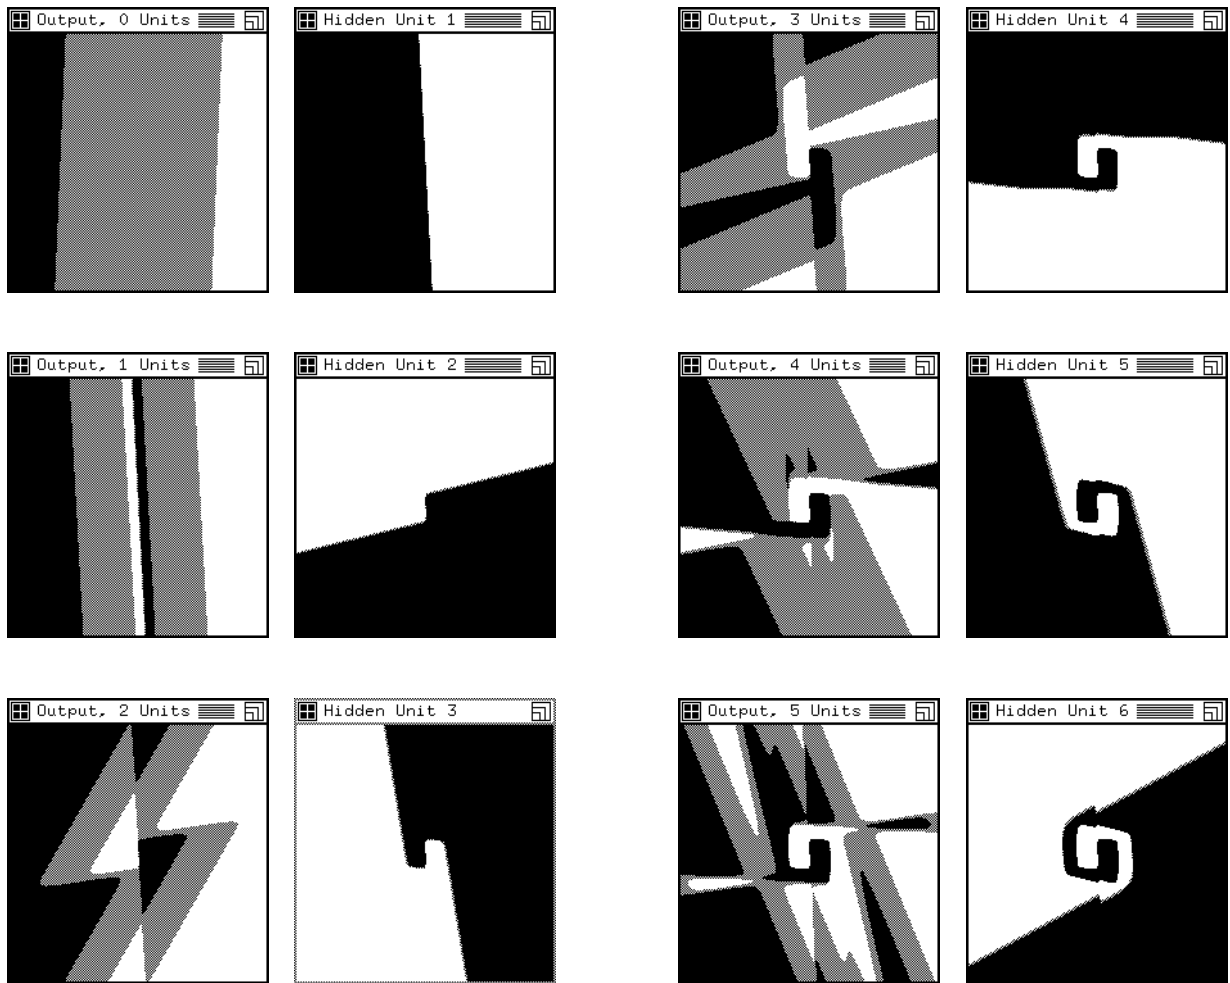 Output, 0 Units
Hidden Unit 1
Output, 3 Units
Hidden Unit 4
Output, 1 Units
Hidden Unit 2
Output, 4 Units
Hidden Unit 5
Output, 2 Units
Hidden Unit 3
Output, 5 Units
Hidden Unit 6